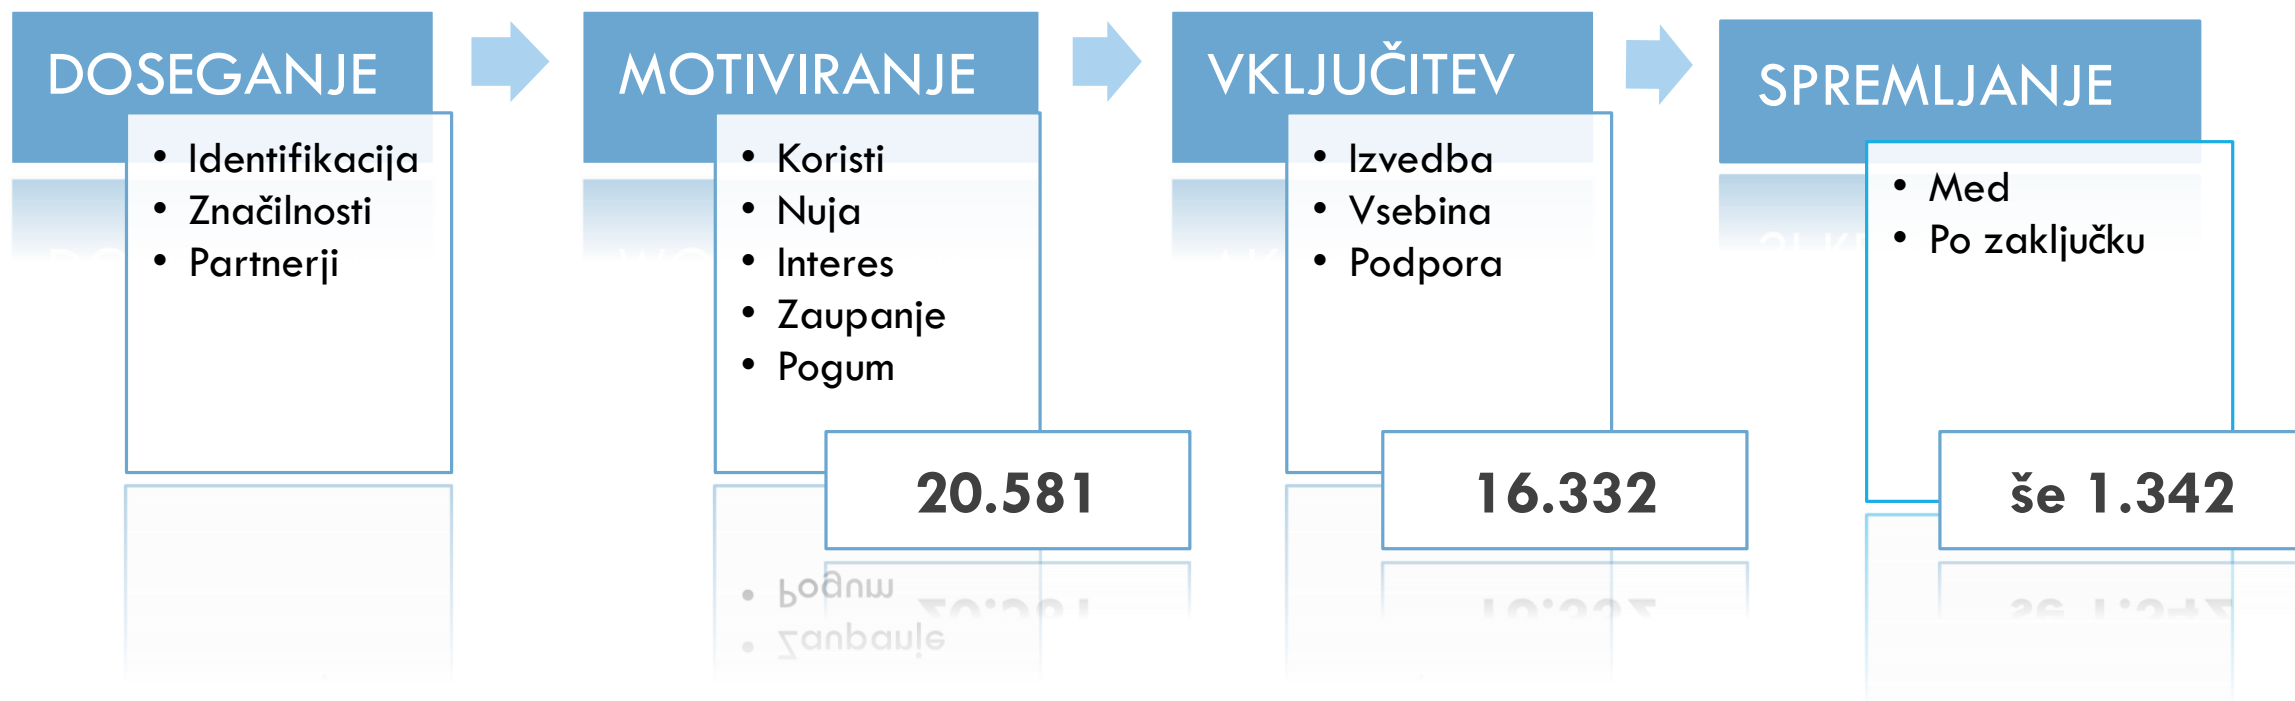 DOSEGANJE
• Identifikacija
• Značilnosti
• Partnerji
MOTIVIRANJE
• Koristi
• Nuja
• Interes
• Zaupanje
• Pogum
20.581
VKLJUČITEV
• Izvedba
• Vsebina
• Podpora
16.332
SPREMLJANJE
• Med
• Po zaključku
še 1.342